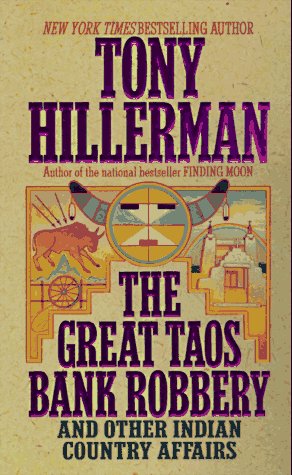 NEW YORK TIMES BESTSELLING AUTHOR
TONY
HILLERMAN
Author of the national bestseller FINDING MOON
THE
GREAT TAOS
BANK ROBBERY
AND OTHER INDIAN
COUNTRY AFFAIRS